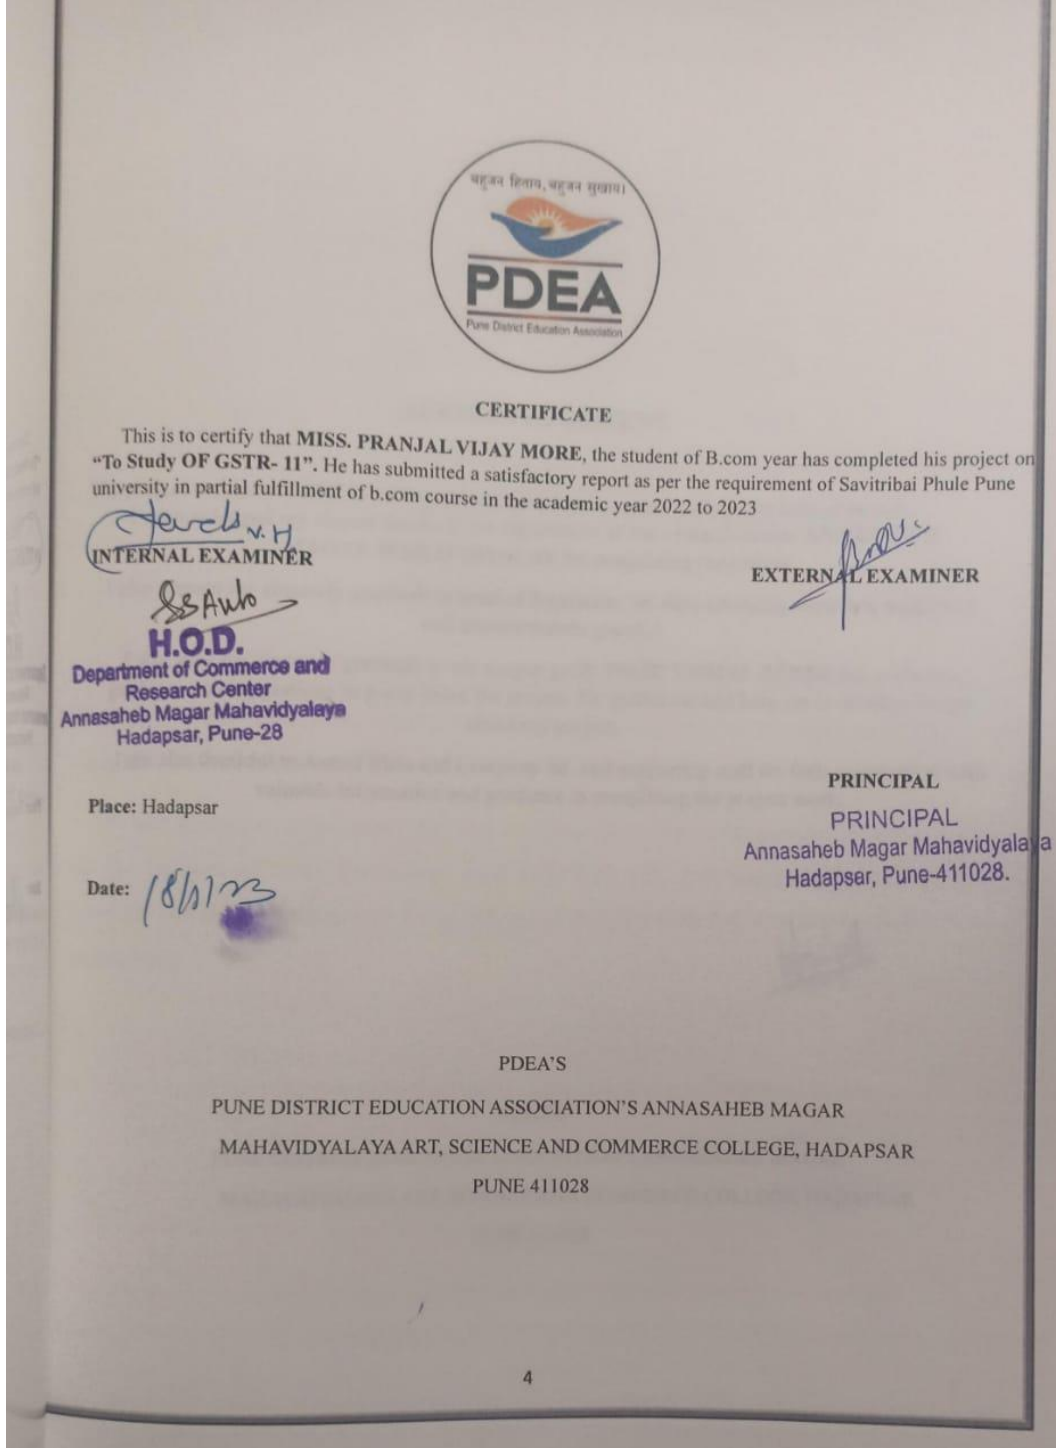 बहुजन हिताय, बहुजन सुखाय।
PDEA
Pune District Education Association
CERTIFICATE
This is to certify that MISS. PRANJAL VIJAY MORE, the student of B.com year has completed his project on
“To Study OF GSTR- 11”. He has submitted a satisfactory report as per the requirement of Savitribai Phule Pune
university in partial fulfillment of b.com course in the academic year 2022 to 2023
V.H
INTERNAL EXAMINER
EXTERNAL EXAMINER
H.O.D.
Department of Commerce and
Research Center
Annasaheb Magar Mahavidyalaya
Hadapsar, Pune-28
PRINCIPAL
Place: Hadapsar
PRINCIPAL
Annasaheb Magar Mahavidyalaya
Hadapsar, Pune-411028.
Date:
PDEA’S
PUNE DISTRICT EDUCATION ASSOCIATION’S ANNASAHEB MAGAR
MAHAVIDYALAYA ART, SCIENCE AND COMMERCE COLLEGE, HADAPSAR
PUNE 411028
4